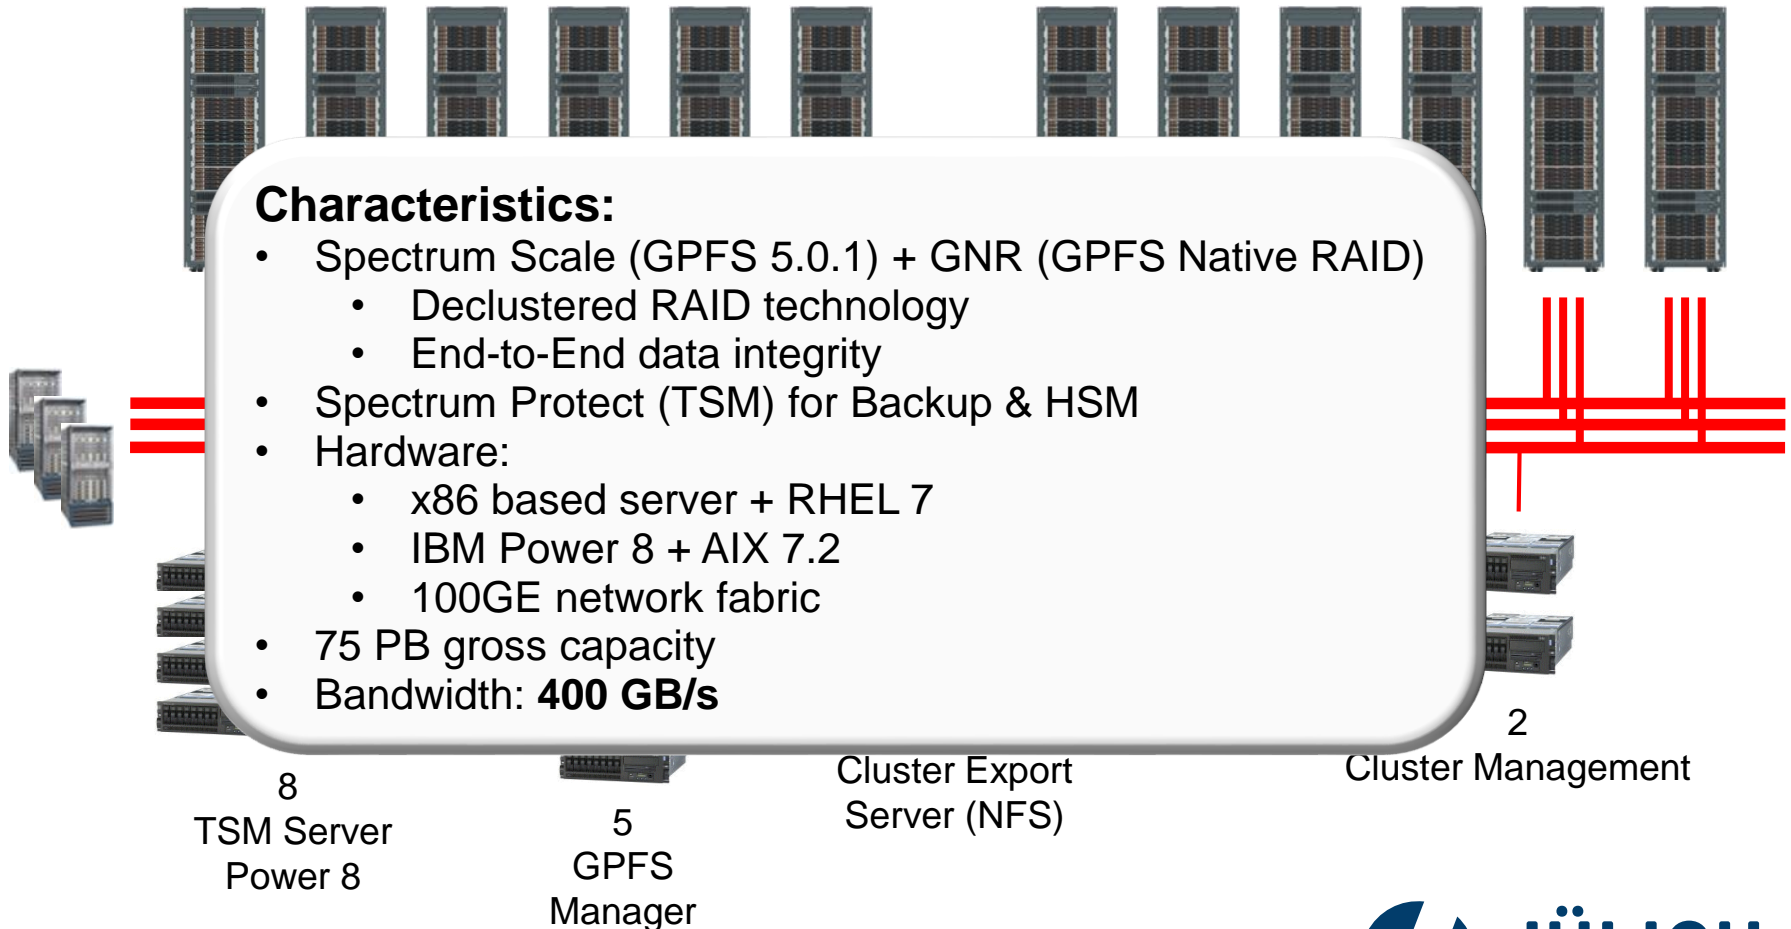 Characteristics:
• Spectrum Scale (GPFS 5.0.1) + GNR (GPFS Native RAID)
• Declustered RAID technology
• End-to-End data integrity
• Spectrum Protect (TSM) for Backup & HSM
• Hardware:
• x86 based server + RHEL 7
• IBM Power 8 + AIX 7.2
• 100GE network fabric
• 75 PB gross capacity
• Bandwidth: 400 GB/s
8
TSM Server
Power 8
5
GPFS
Manager
Cluster Export
Server (NFS)
2
Cluster Management